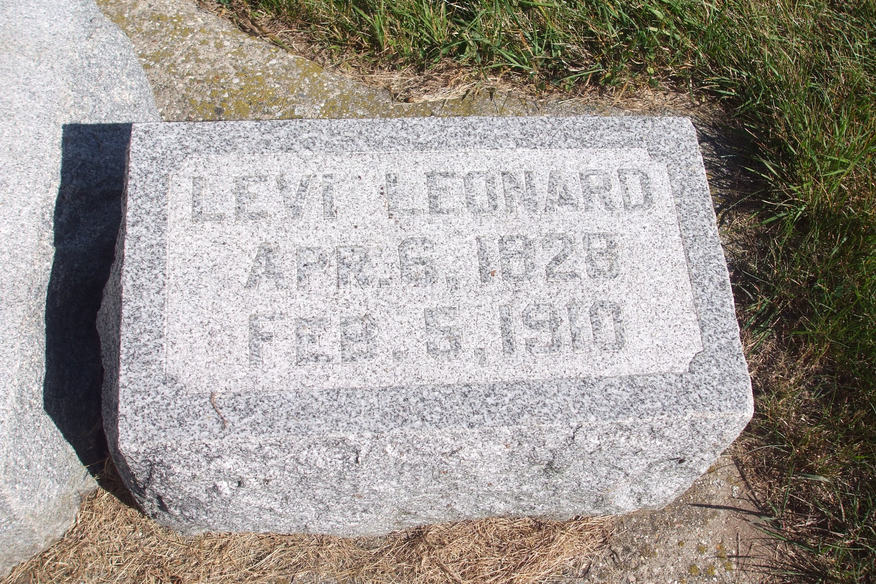 LEVI LEONARD
APR. 6, 1828
FEB. 5, 1910